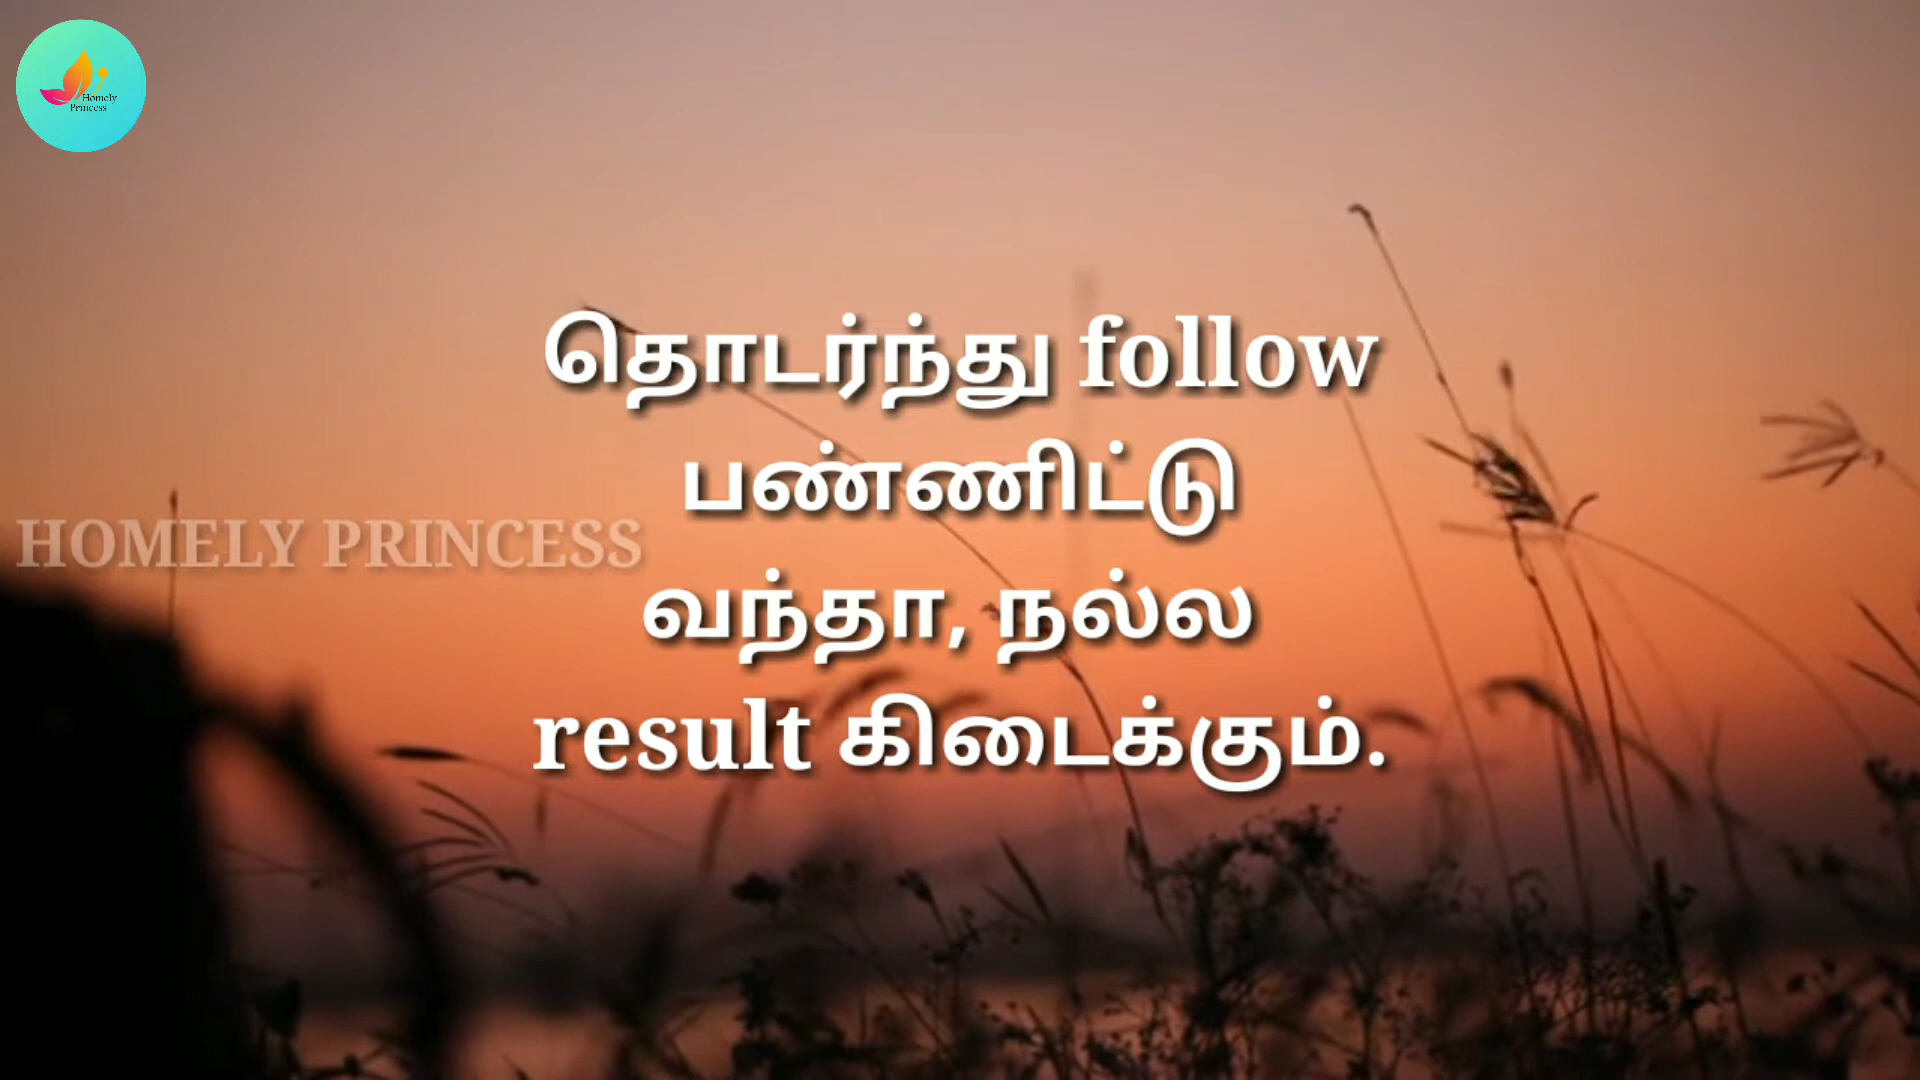 Homely
Princess
தொடர்ந்து follow
பண்ணிட்டு
HOMELY PRINCESS
வந்தா, நல்ல
result கிடைக்கும்.